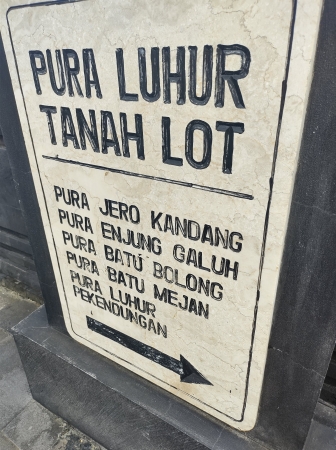 PURA LUHUR
TANAH LOT
PURA JERO KANDANG
PURA ENJUNG GALUH
PURA BATU BOLONG
PURA BATU MEJAN
PURA LUHUR
PEKENDUNGAN